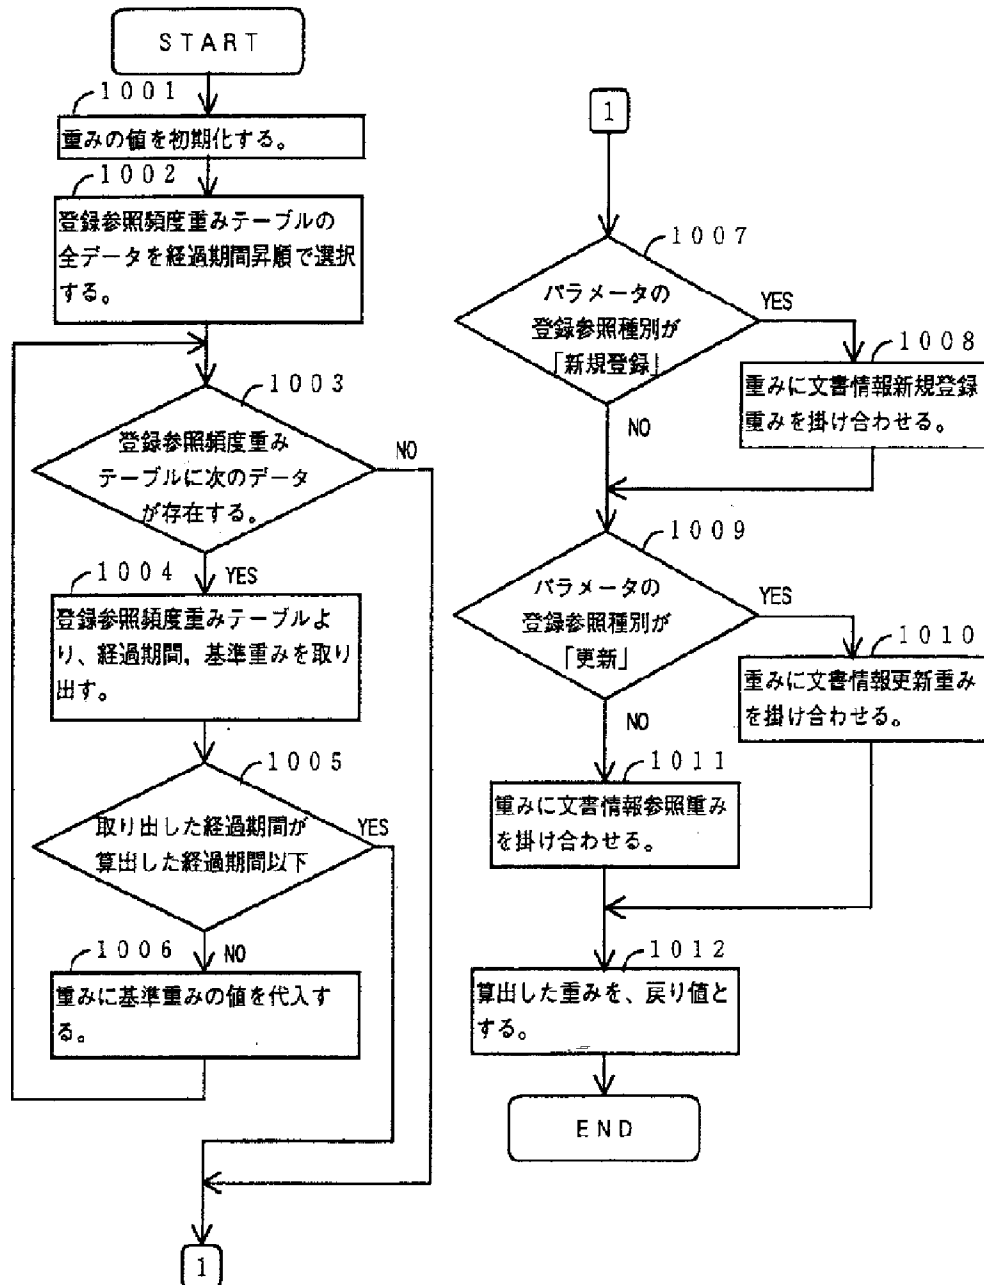 START
1001
重みの値を初期化する。
1002
登録参照頻度重みテーブルの
全データを経過期間昇順で選択
する。
1003
登録参照頻度重み
テーブルに次のデータ
が存在する。
NO
YES
1004
登録参照頻度重みテーブルよ
り、経過期間,基準重みを取り
出す。
1005
取り出した経過期間が
算出した経過期間以下
YES
NO
1006
重みに基準重みの値を代入す
る。
1
1
1007
パラメータの
登録参照種別が
「新規登録」
YES
NO
1008
重みに文書情報新規登録
重みを掛け合わせる。
1009
パラメータの
登録参照種別が
「更新」
YES
NO
1010
重みに文書情報更新重み
を掛け合わせる。
1011
重みに文書情報参照重み
を掛け合わせる。
1012
算出した重みを、戻り値と
する。
END